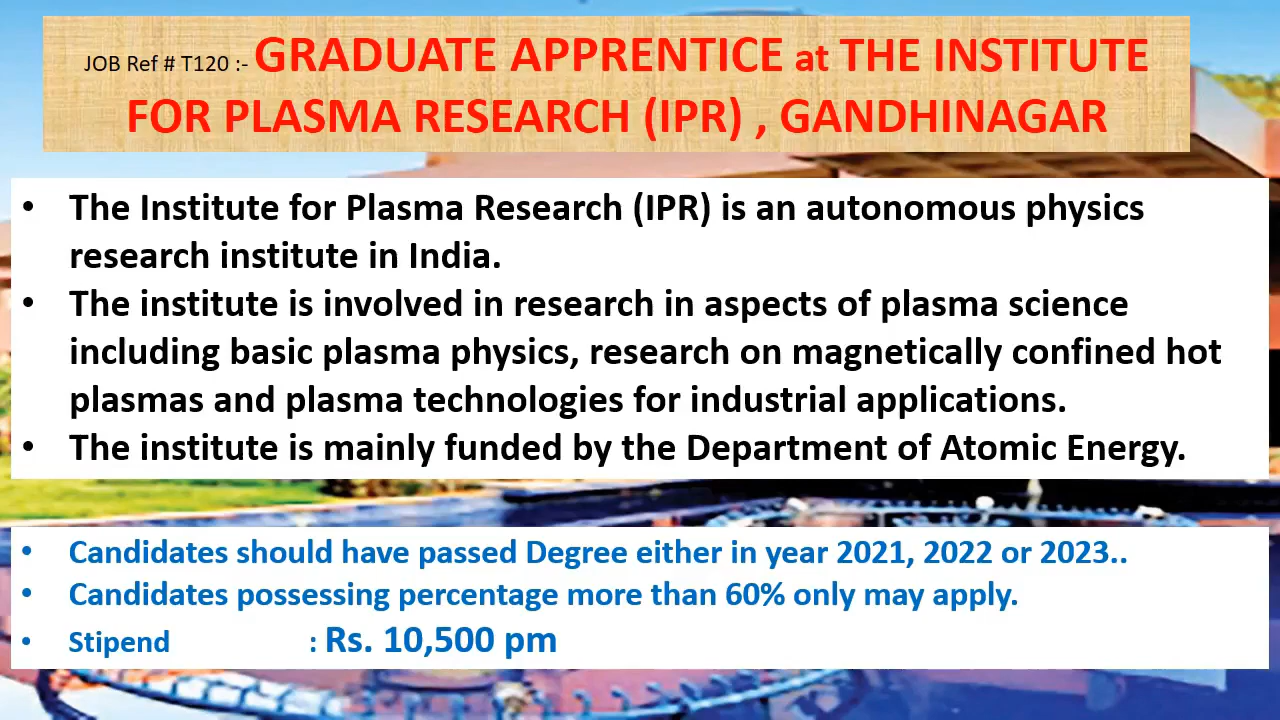 JOB Ref # T120 :- GRADUATE APPRENTICE at THE INSTITUTE
FOR PLASMA RESEARCH (IPR) , GANDHINAGAR
• The Institute for Plasma Research (IPR) is an autonomous physics
research institute in India.
• The institute is involved in research in aspects of plasma science
including basic plasma physics, research on magnetically confined hot
plasmas and plasma technologies for industrial applications.
• The institute is mainly funded by the Department of Atomic Energy.
• Candidates should have passed Degree either in year 2021, 2022 or 2023..
• Candidates possessing percentage more than 60% only may apply.
• Stipend : Rs. 10,500 pm